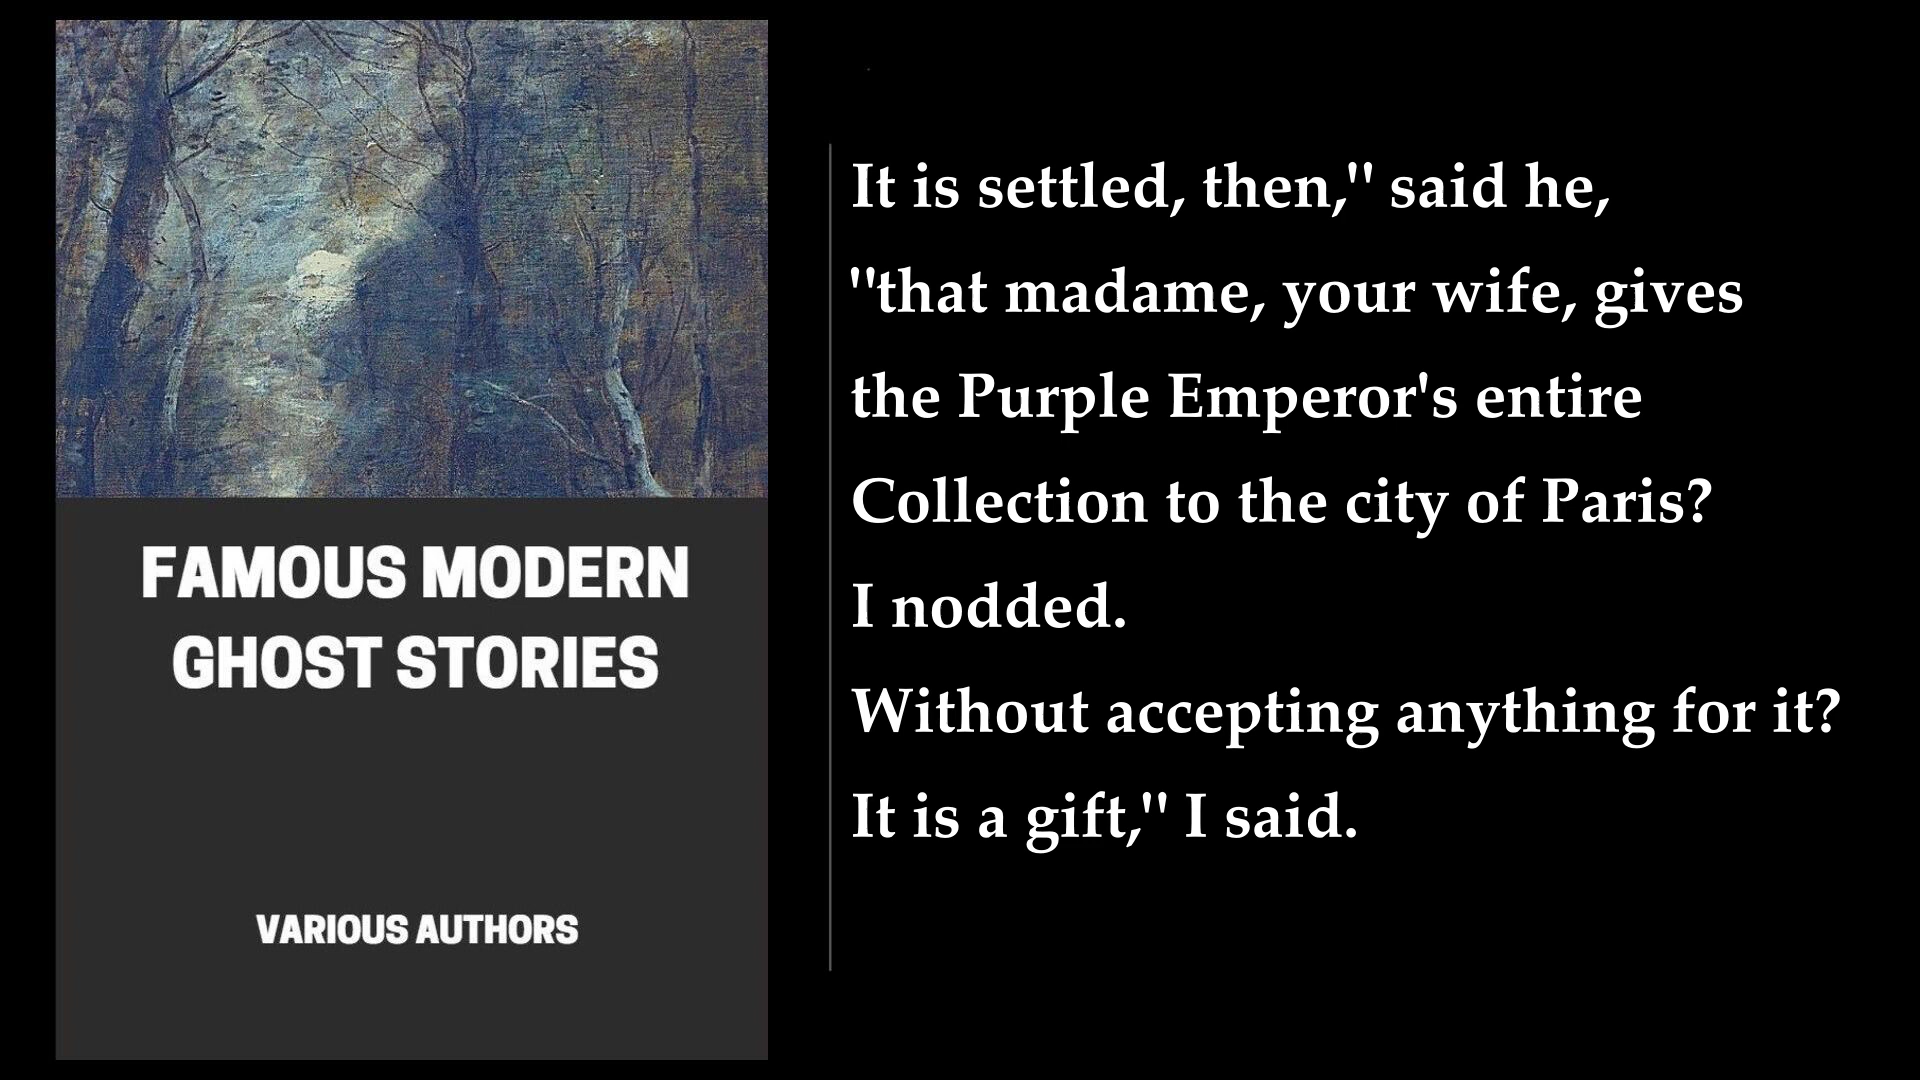 FAMOUS MODERN
GHOST STORIES
VARIOUS AUTHORS
It is settled, then," said he,
"that madame, your wife, gives
the Purple Emperor's entire
Collection to the city of Paris?
I nodded.
Without accepting anything for it?
It is a gift," I said.